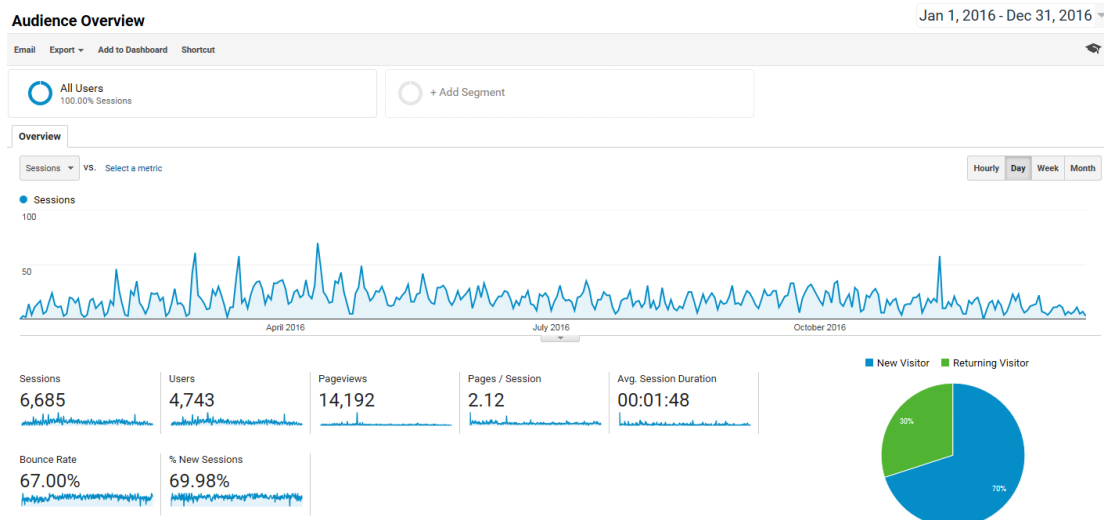 Audience Overview
Jan 1, 2016 - Dec 31, 2016
Email Export Add to Dashboard Shortcut
All Users
100.00% Sessions
+ Add Segment
Overview
Sessions VS. Select a metric
Hourly Day Week Month
Sessions
100
50
April 2016 July 2016 October 2016
New Visitor Returning Visitor
Sessions
6,685
Users
4,743
Pageviews
14,192
Pages / Session
2.12
Avg. Session Duration
00:01:48
Bounce Rate
67.00%
% New Sessions
69.98%
30%
70%